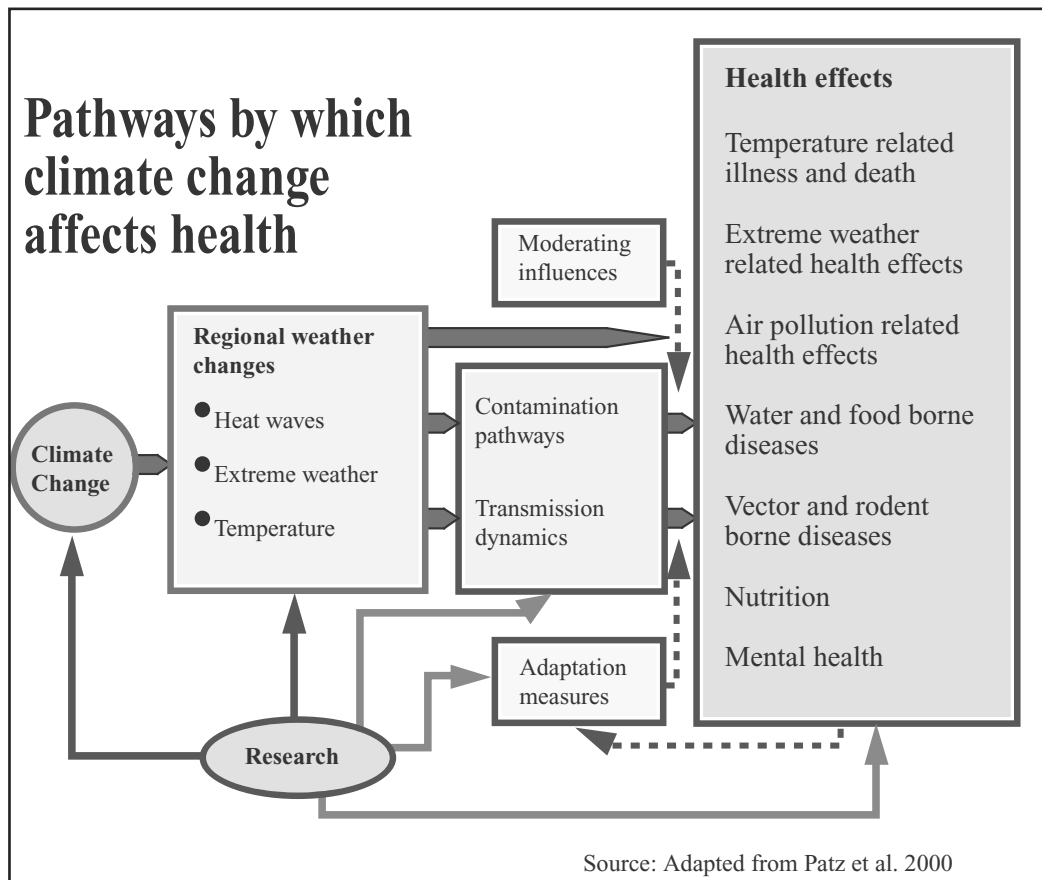 Pathways by which
climate change
affects health
Climate
Change
Regional weather
changes
● Heat waves
● Extreme weather
● Temperature
Moderating
influences
Contamination
pathways
Transmission
dynamics
Adaptation
measures
Research
Health effects
Temperature related
illness and death
Extreme weather
related health effects
Air pollution related
health effects
Water and food borne
diseases
Vector and rodent
borne diseases
Nutrition
Mental health
Source: Adapted from Patz et al. 2000